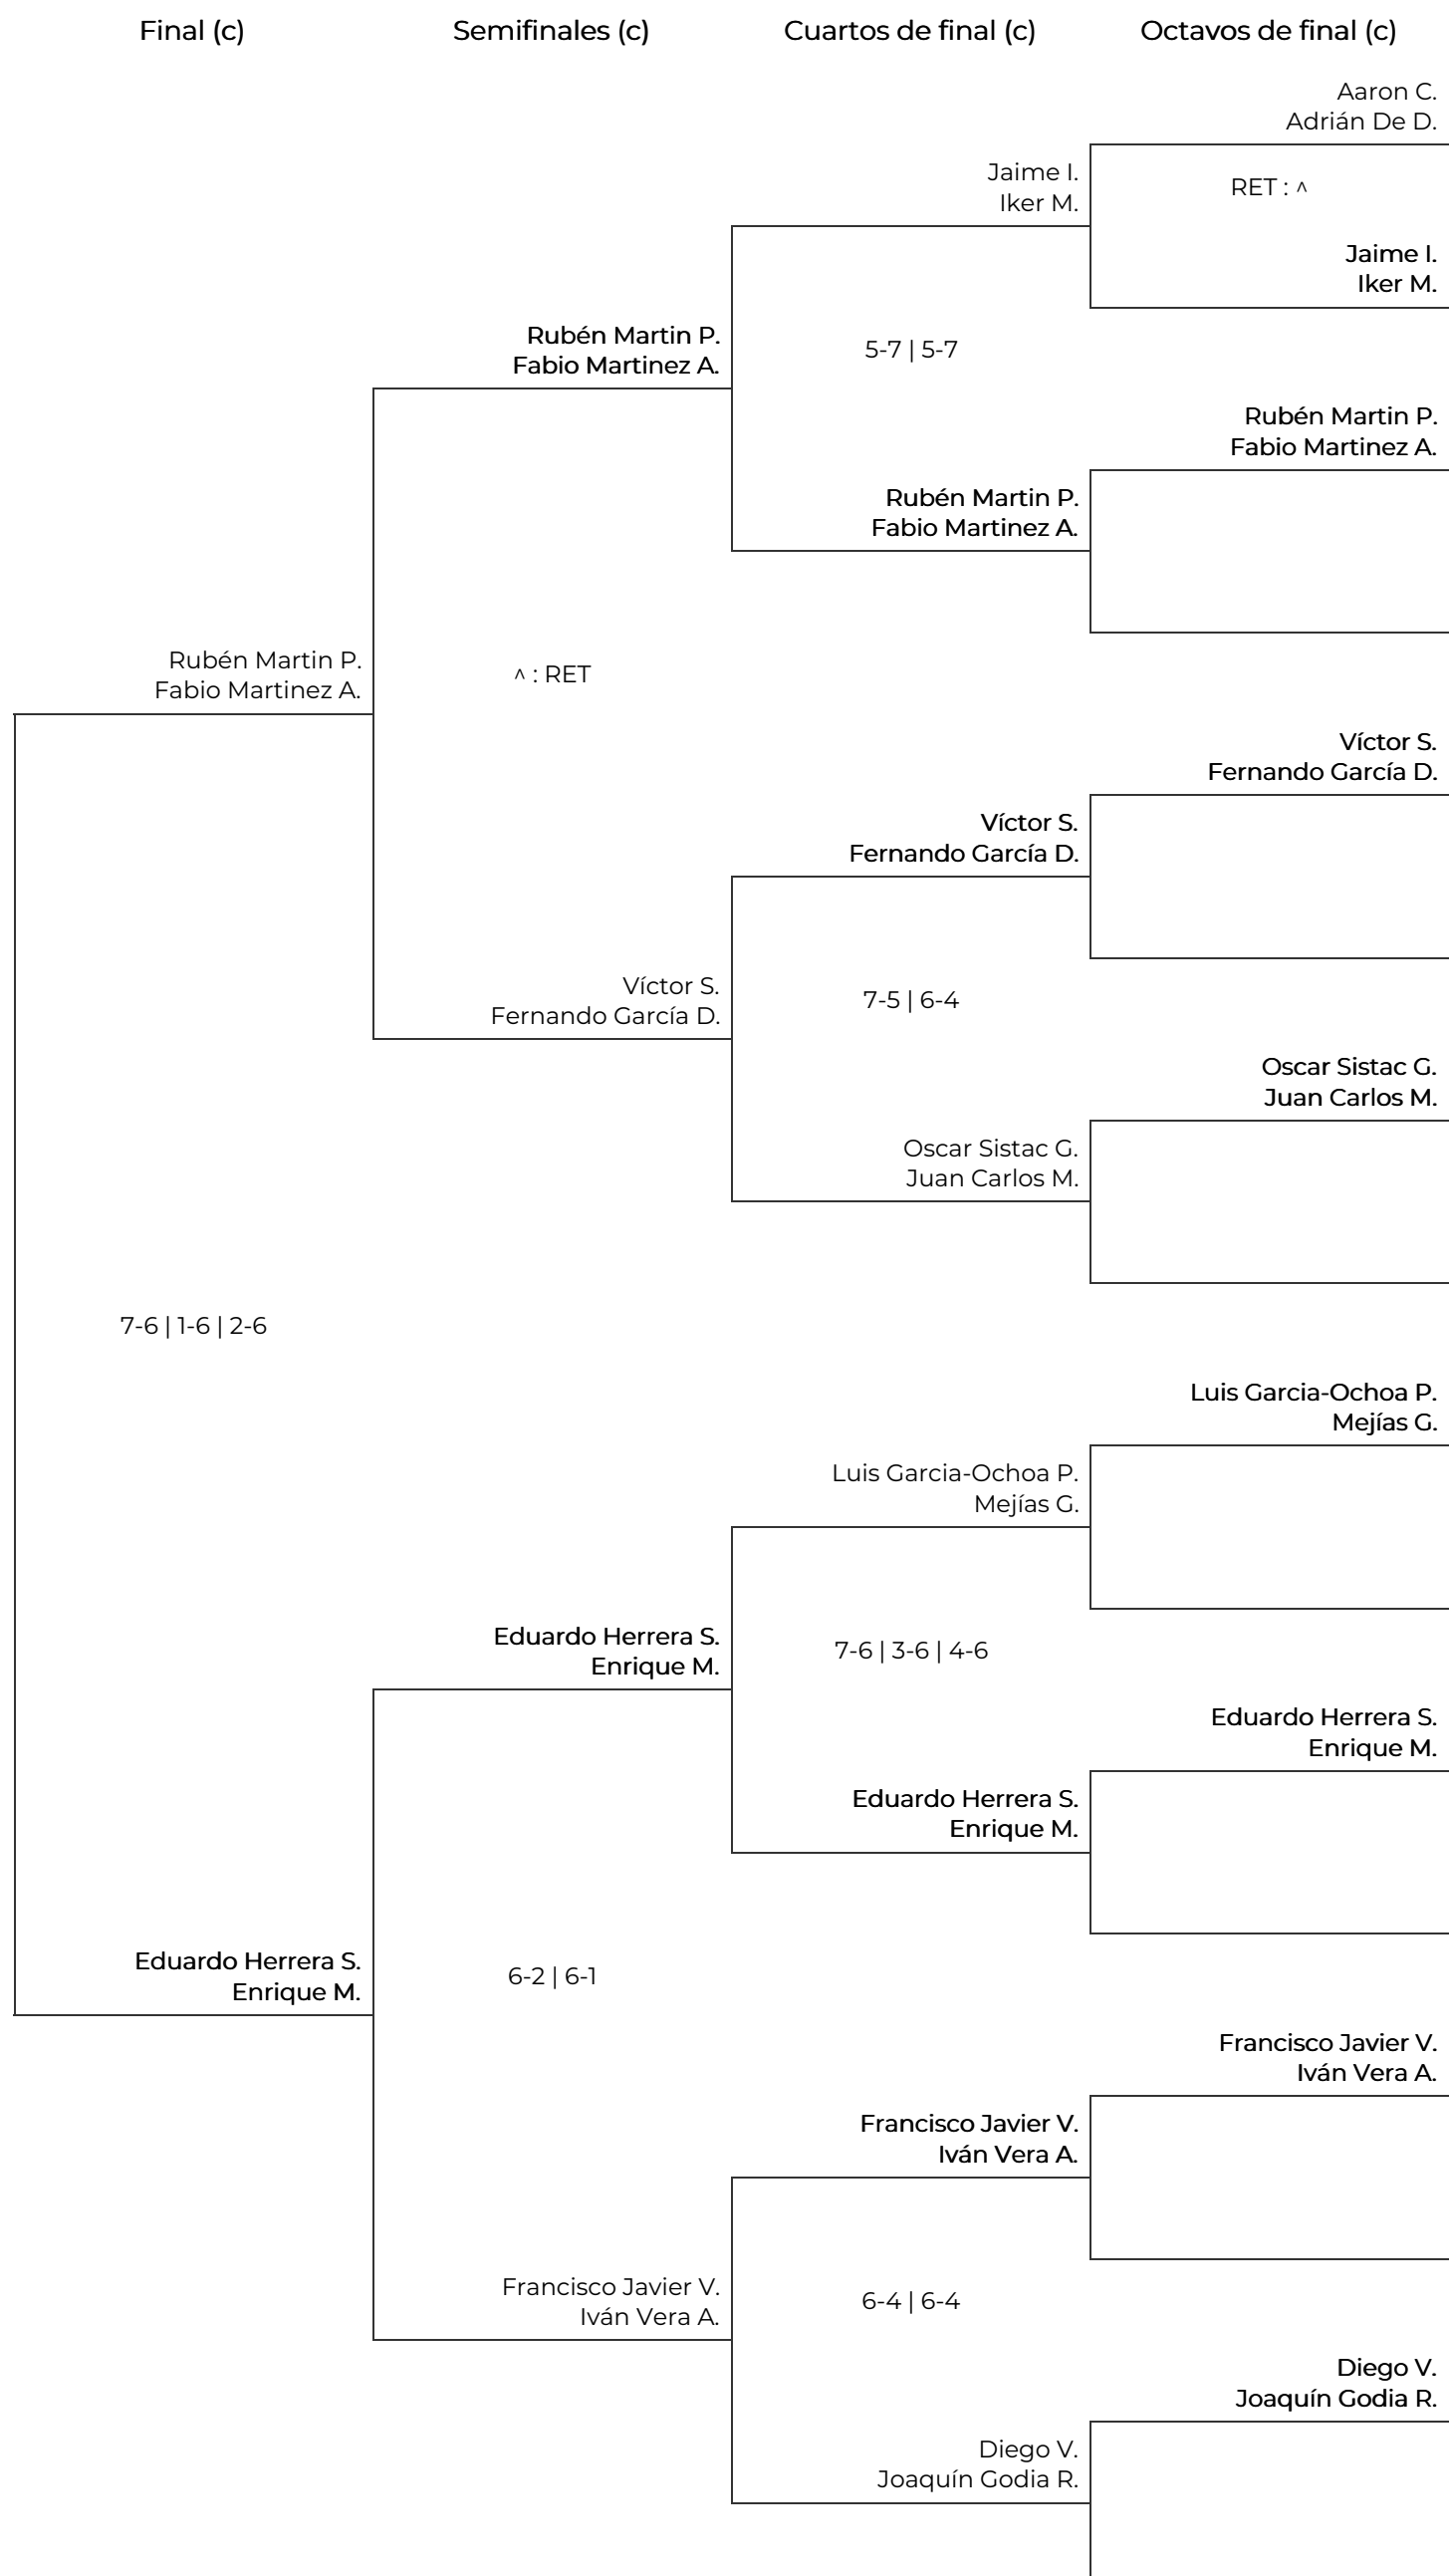 Final (c)
Semifinales (c)
Cuartos de final (c)
Octavos de final (c)
Aaron C.
Adrián De D.
Jaime I.
Iker M.
RET : ^
Jaime I.
Iker M.
Rubén Martin P.
Fabio Martinez A.
5-7 | 5-7
Rubén Martin P.
Fabio Martinez A.
Rubén Martin P.
Fabio Martinez A.
Rubén Martin P.
Fabio Martinez A.
^ : RET
Víctor S.
Fernando García D.
Víctor S.
Fernando García D.
Víctor S.
Fernando García D.
7-5 | 6-4
Oscar Sistac G.
Juan Carlos M.
Oscar Sistac G.
Juan Carlos M.
7-6 | 1-6 | 2-6
Luis Garcia-Ochoa P.
Mejías G.
Luis Garcia-Ochoa P.
Mejías G.
Eduardo Herrera S.
Enrique M.
7-6 | 3-6 | 4-6
Eduardo Herrera S.
Enrique M.
Eduardo Herrera S.
Enrique M.
Eduardo Herrera S.
Enrique M.
6-2 | 6-1
Francisco Javier V.
Iván Vera A.
Francisco Javier V.
Iván Vera A.
Francisco Javier V.
Iván Vera A.
6-4 | 6-4
Diego V.
Joaquín Godia R.
Diego V.
Joaquín Godia R.